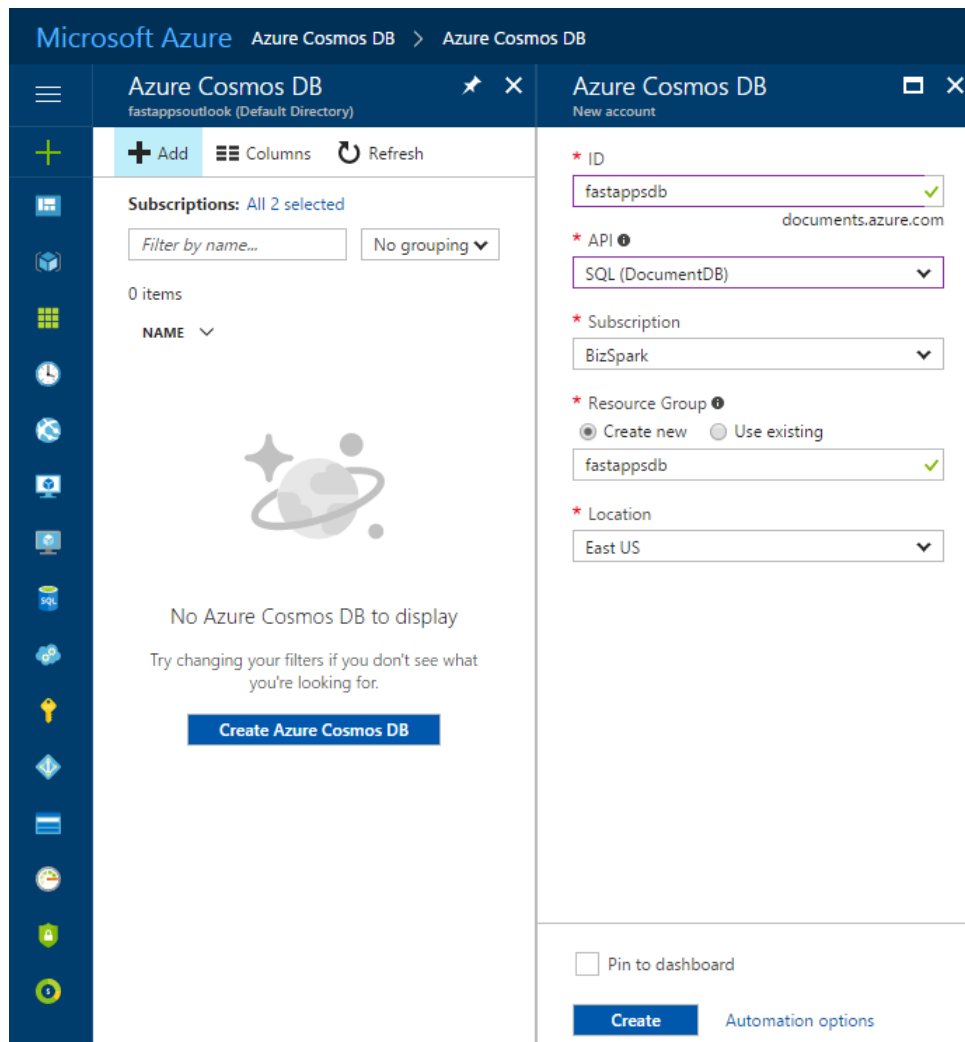 Microsoft Azure Azure Cosmos DB > Azure Cosmos DB
Azure Cosmos DB
fastappsoutlook (Default Directory)
Add Columns Refresh
Subscriptions: All 2 selected
Filter by name... No grouping
0 items
NAME
No Azure Cosmos DB to display
Try changing your filters if you don't see what
you're looking for.
Create Azure Cosmos DB
SQL
Azure Cosmos DB
New account
* ID
fastappsdb
documents.azure.com
* API
SQL (DocumentDB)
* Subscription
BizSpark
* Resource Group
Create new Use existing
fastappsdb
* Location
East US
Pin to dashboard
Create Automation options